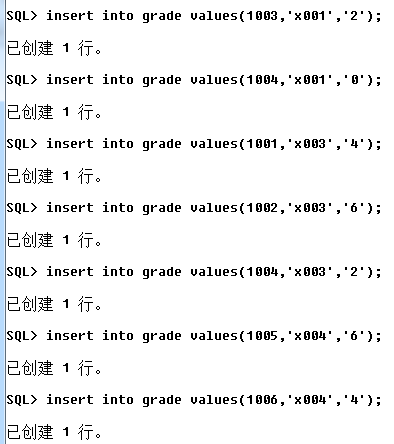 SQL> insert into grade values(1003,'x001','2');
已创建 1 行。
SQL> insert into grade values(1004,'x001','0');
已创建 1 行。
SQL> insert into grade values(1001,'x003','4');
已创建 1 行。
SQL> insert into grade values(1002,'x003','6');
已创建 1 行。
SQL> insert into grade values(1004,'x003','2');
已创建 1 行。
SQL> insert into grade values(1005,'x004','6');
已创建 1 行。
SQL> insert into grade values(1006,'x004','4');
已创建 1 行。